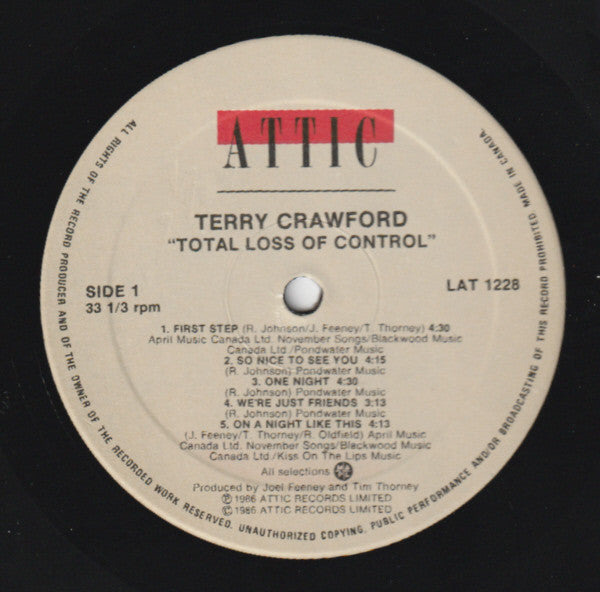 ATTIC
TERRY CRAWFORD
"TOTAL LOSS OF CONTROL"
SIDE 1
33 1/3 rpm
LAT 1228
1. FIRST STEP (R. Johnson/J. Feeney/T. Thorney) 4:30
April Music Canada Ltd. November Songs/Blackwood Music
Canada Ltd./Pondwater Music
2. SO NICE TO SEE YOU 4:15
(R. Johnson) Pondwater Music
3. ONE NIGHT 4:30
(R. Johnson) Pondwater Music
4. WE'RE JUST FRIENDS 3:13
(R. Johnson) Pondwater Music
5. ON A NIGHT LIKE THIS 4:13
(J. Feeney/T. Thorney/R. Oldfield) April Music
Canada Ltd. November Songs/Blackwood Music
Canada Ltd./Kiss On The Lips Music
All selections
Produced by Joel Feeney and Tim Thorney
℗ 1986 ATTIC RECORDS LIMITED
© 1986 ATTIC RECORDS LIMITED
ALL RIGHTS OF THE RECORD PRODUCER AND OF THE OWNER OF THE RECORDED WORK RESERVED. UNAUTHORIZED COPYING, PUBLIC PERFORMANCE AND/OR BROADCASTING OF THIS RECORD PROHIBITED MADE IN CANADA.